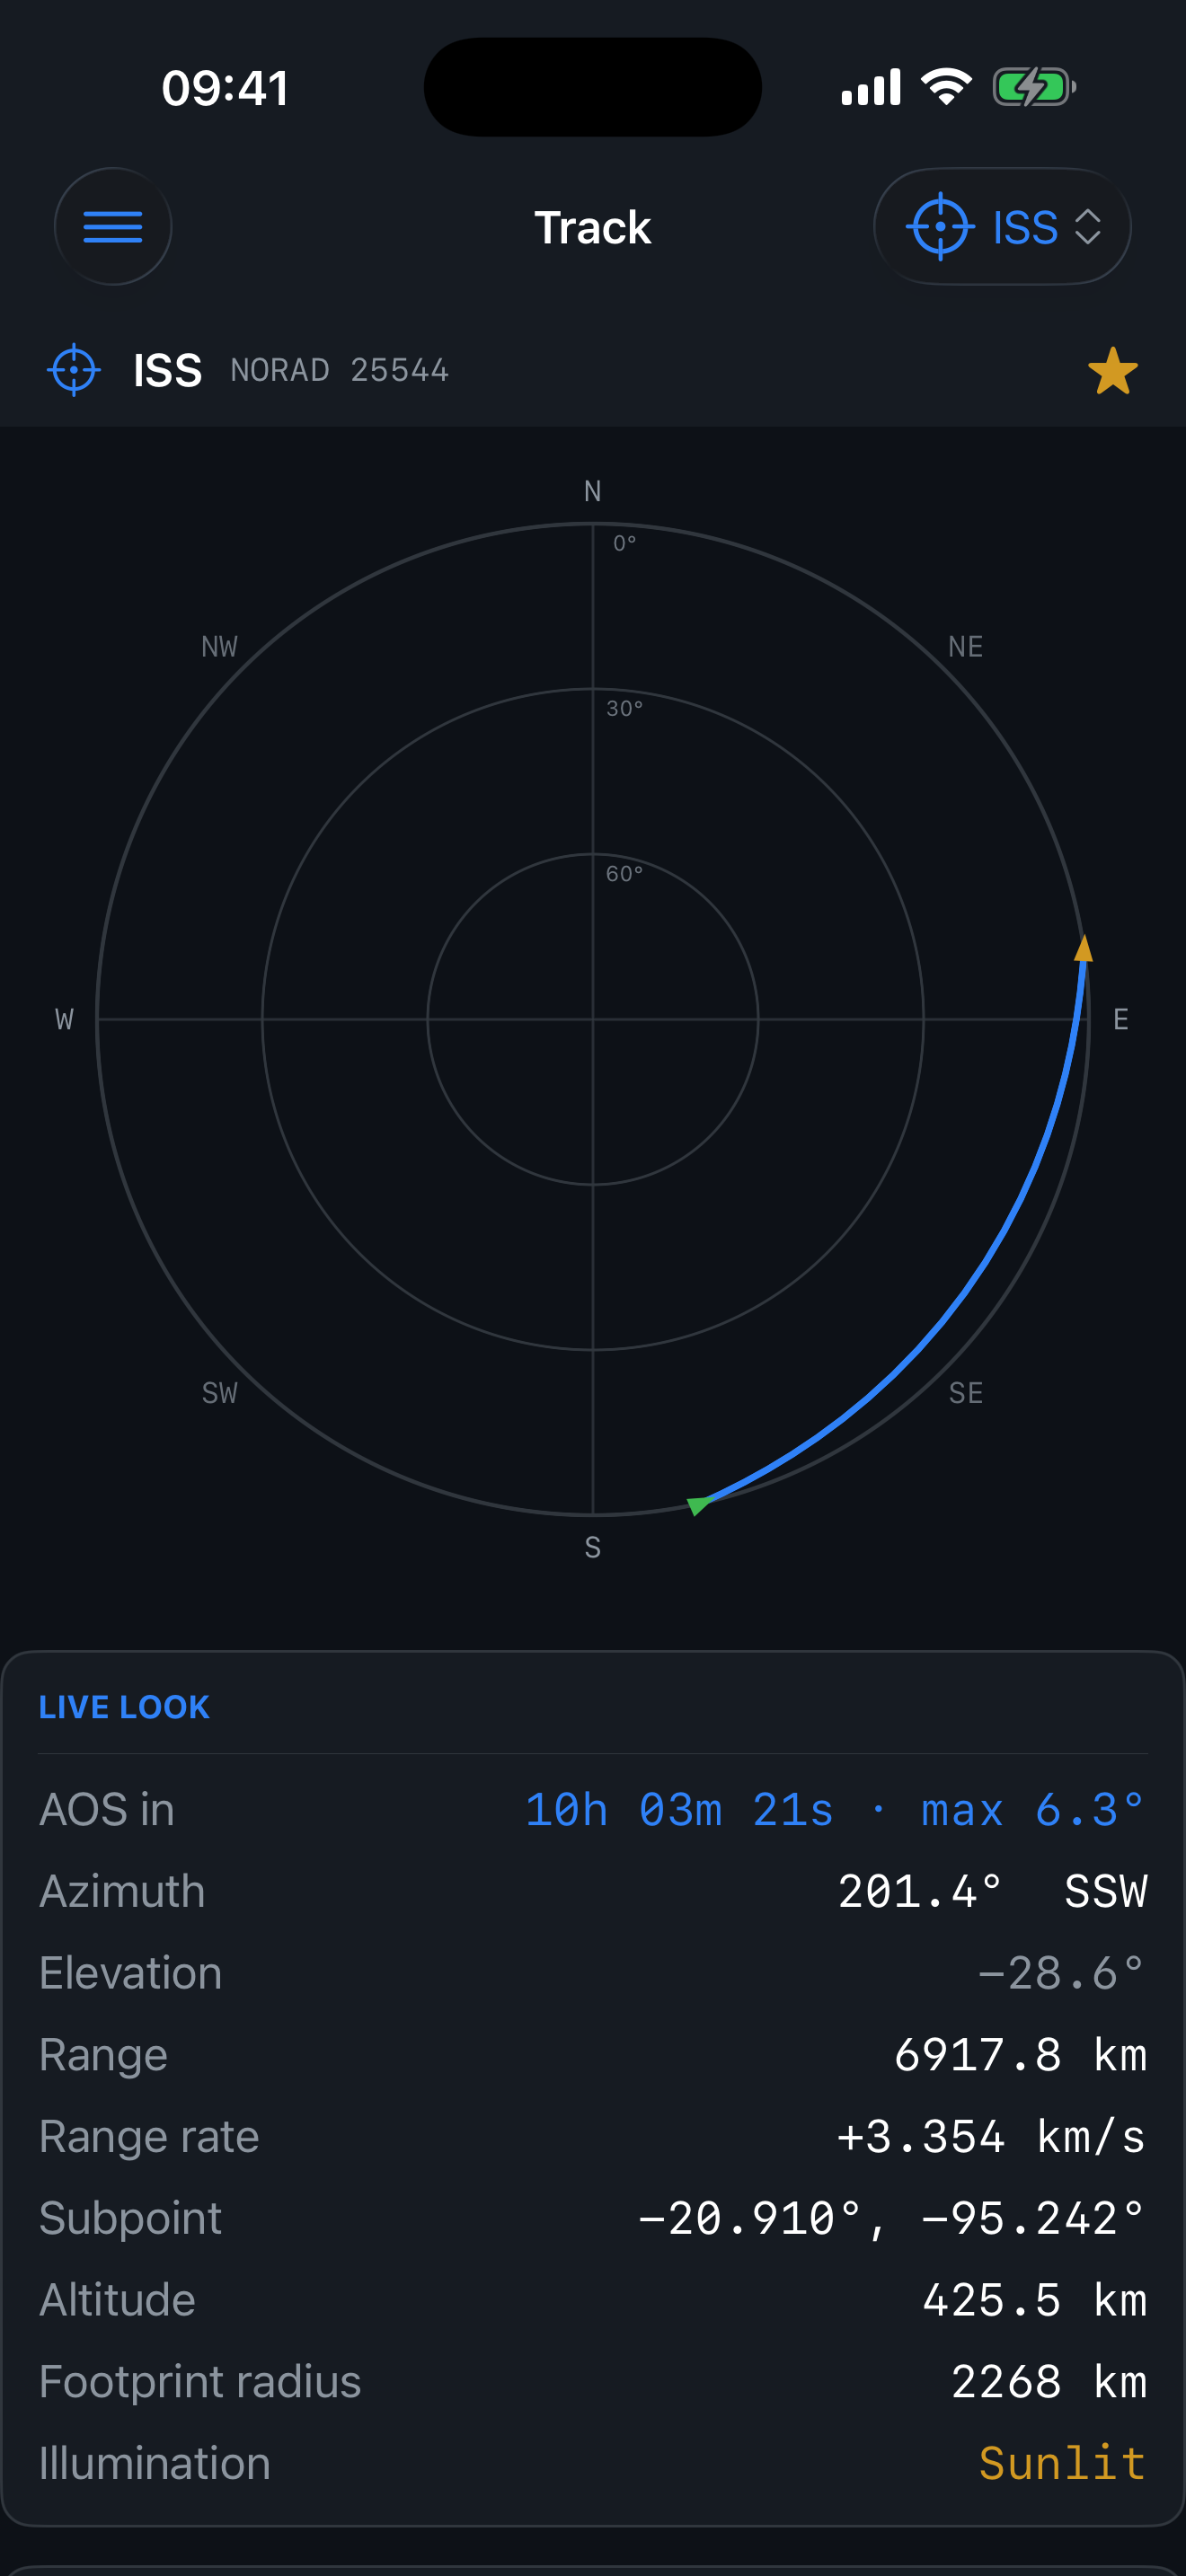 09:41
Track
ISS
ISS NORAD 25544
N
0°
NW NE
30°
60°
W E
SW SE
S
LIVE LOOK
AOS in 10h 03m 21s · max 6.3°
Azimuth 201.4° SSW
Elevation −28.6°
Range 6917.8 km
Range rate +3.354 km/s
Subpoint −20.910°, −95.242°
Altitude 425.5 km
Footprint radius 2268 km
Illumination Sunlit